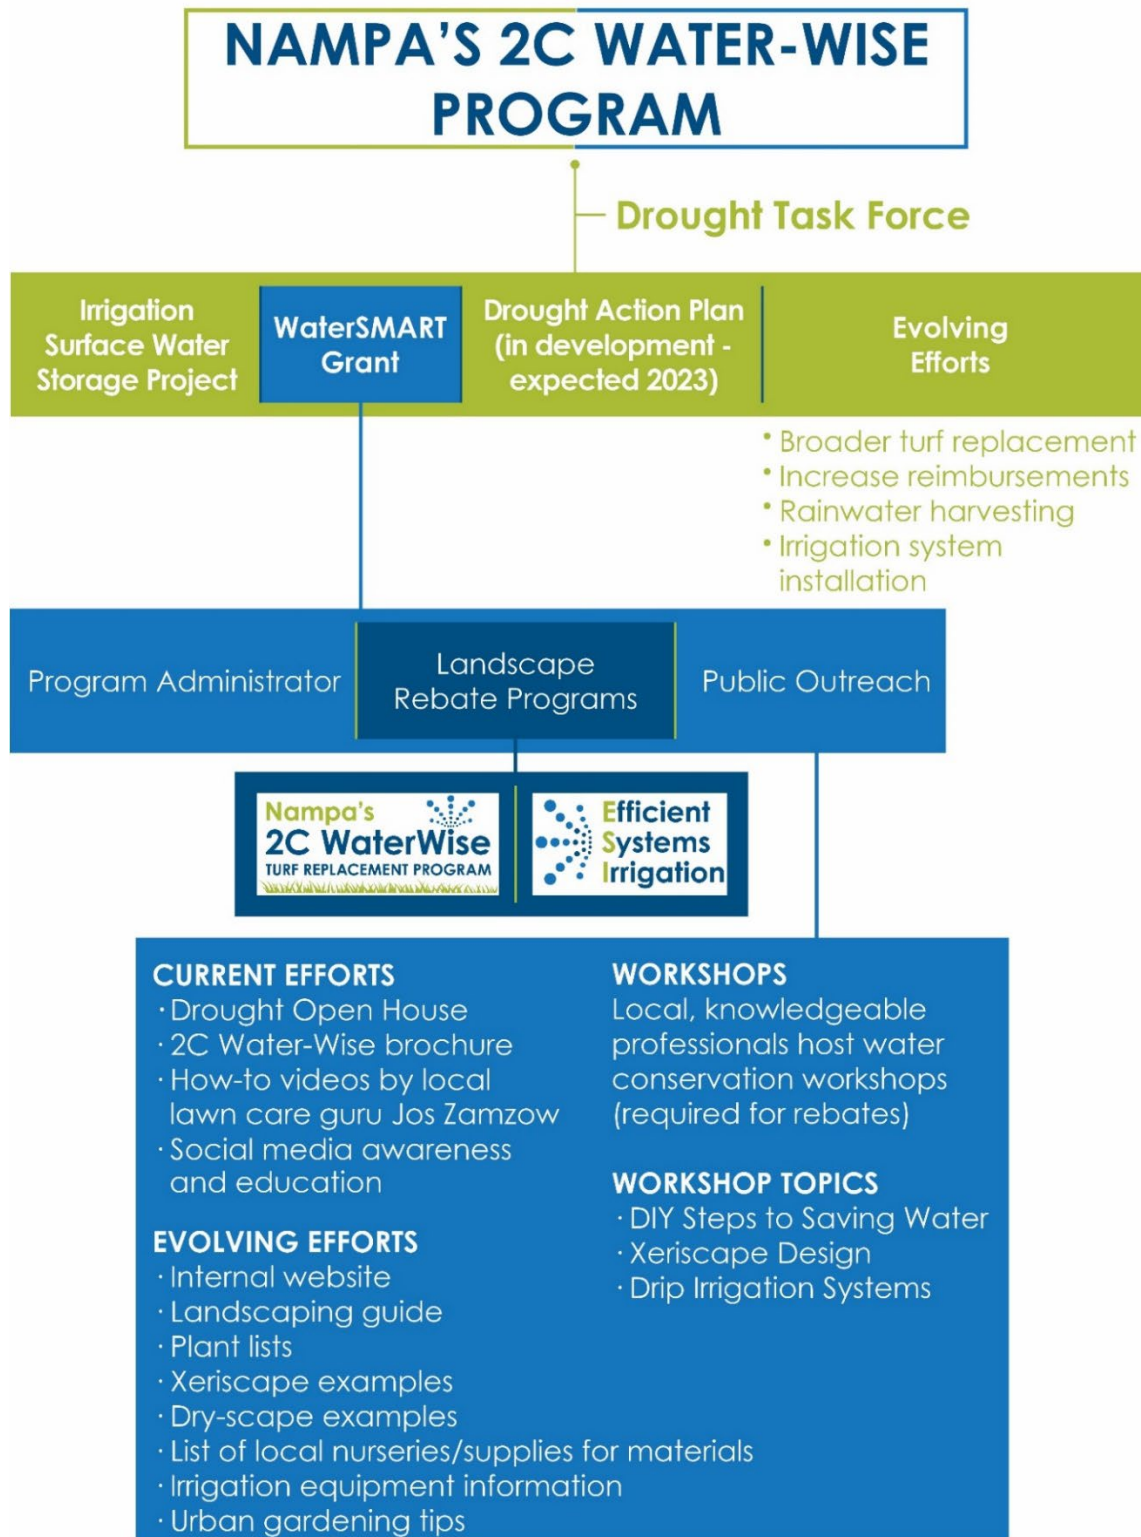 NAMPA'S 2C WATER-WISE
PROGRAM
Drought Task Force
Irrigation
Surface Water
Storage Project
WaterSMART
Grant
Drought Action Plan
(in development -
expected 2023)
Evolving
Efforts
• Broader turf replacement
• Increase reimbursements
• Rainwater harvesting
• Irrigation system
installation
Program Administrator
Landscape
Rebate Programs
Public Outreach
Nampa's
2C WaterWise
TURF REPLACEMENT PROGRAM
Efficient
Systems
Irrigation
CURRENT EFFORTS
· Drought Open House
· 2C Water-Wise brochure
· How-to videos by local
lawn care guru Jos Zamzow
· Social media awareness
and education
EVOLVING EFFORTS
· Internal website
· Landscaping guide
· Plant lists
· Xeriscape examples
· Dry-scape examples
· List of local nurseries/supplies for materials
· Irrigation equipment information
· Urban gardening tips
WORKSHOPS
Local, knowledgeable
professionals host water
conservation workshops
(required for rebates)
WORKSHOP TOPICS
· DIY Steps to Saving Water
· Xeriscape Design
· Drip Irrigation Systems